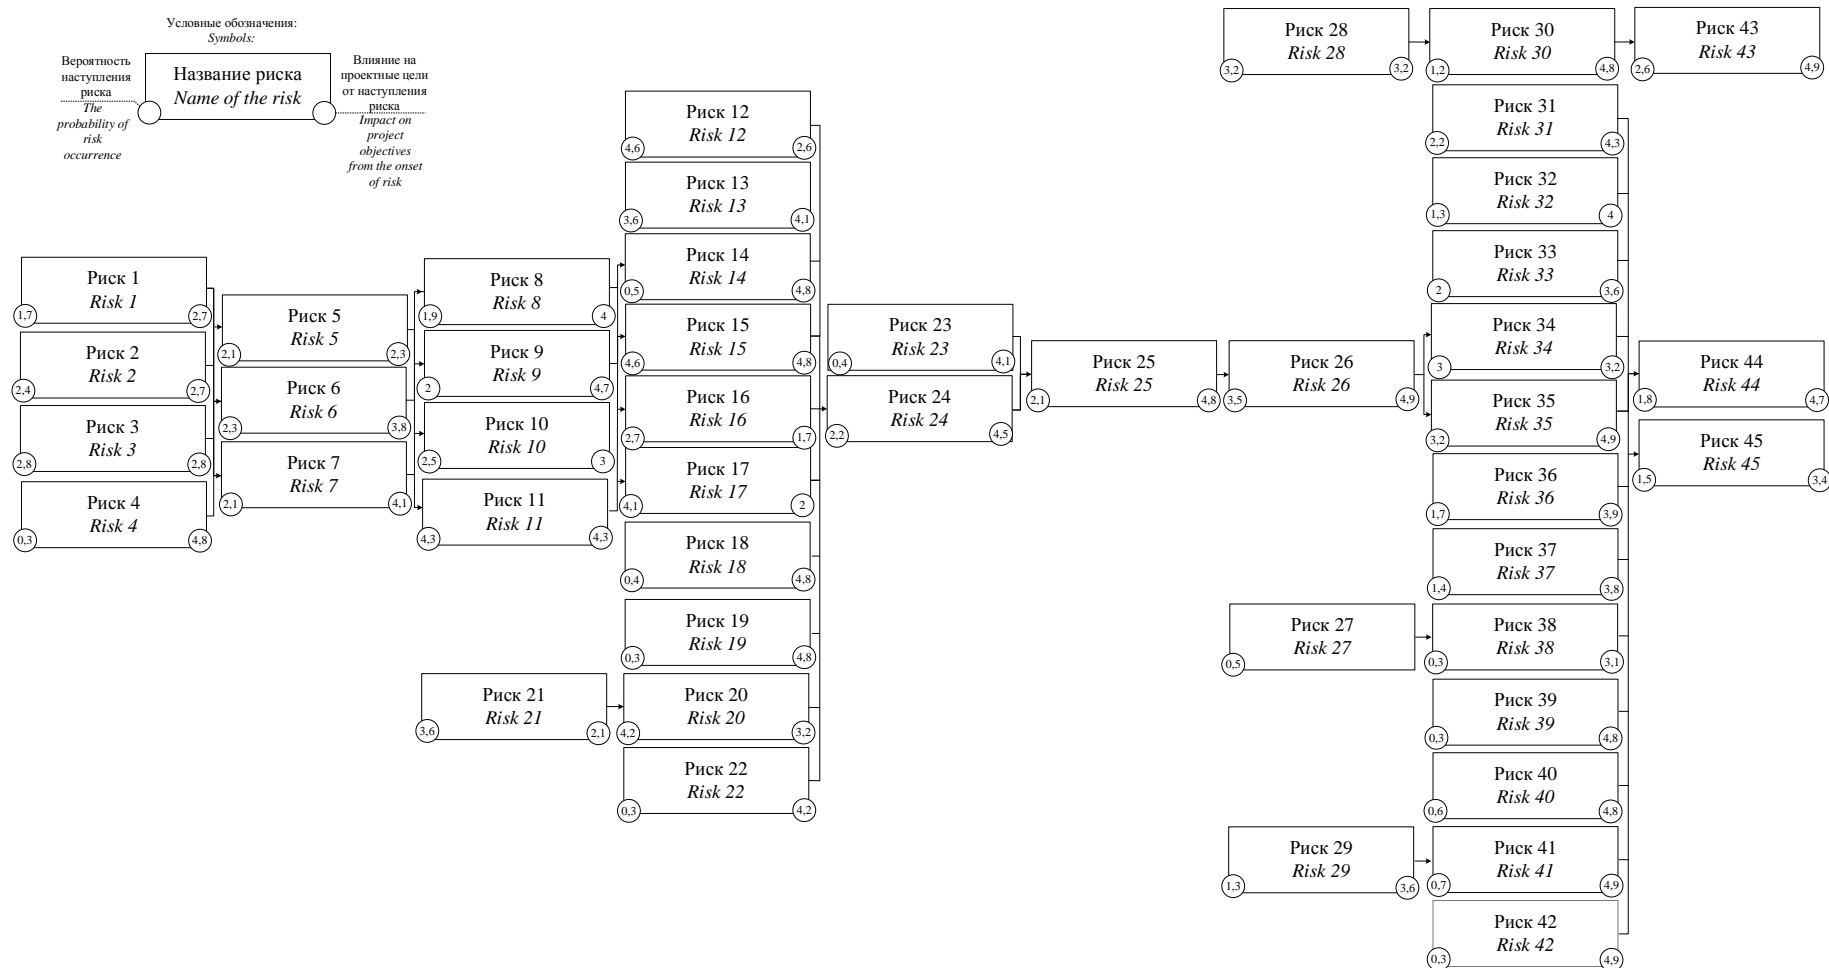 Условные обозначения:
Symbols:
Вероятность
наступления
риска
The
probability of
risk
occurrence
Название риска
Name of the risk
Влияние на
проектные цели
от наступления
риска
Impact on
project
objectives
from the onset
of risk
Риск 1
Risk 1
1,7
2,7
Риск 2
Risk 2
2,4
2,7
Риск 3
Risk 3
2,8
2,8
Риск 4
Risk 4
0,3
4,8
Риск 5
Risk 5
2,1
2,3
Риск 6
Risk 6
2,3
3,8
Риск 7
Risk 7
2,1
4,1
Риск 8
Risk 8
1,9
4
Риск 9
Risk 9
2
4,7
Риск 10
Risk 10
2,5
3
Риск 11
Risk 11
4,3
4,3
Риск 21
Risk 21
3,6
2,1
Риск 12
Risk 12
4,6
2,6
Риск 13
Risk 13
3,6
4,1
Риск 14
Risk 14
0,5
4,8
Риск 15
Risk 15
4,6
4,8
Риск 16
Risk 16
2,7
1,7
Риск 17
Risk 17
4,1
2
Риск 18
Risk 18
0,4
4,8
Риск 19
Risk 19
0,3
4,8
Риск 20
Risk 20
4,2
3,2
Риск 22
Risk 22
0,3
4,2
Риск 23
Risk 23
0,4
4,1
Риск 24
Risk 24
2,2
4,5
Риск 25
Risk 25
2,1
4,8
Риск 28
Risk 28
3,2
3,2
Риск 26
Risk 26
3,5
4,9
Риск 27
Risk 27
0,5
Риск 29
Risk 29
1,3
3,6
Риск 30
Risk 30
1,2
4,8
Риск 31
Risk 31
2,2
4,3
Риск 32
Risk 32
1,3
4
Риск 33
Risk 33
2
3,6
Риск 34
Risk 34
3
3,2
Риск 35
Risk 35
3,2
4,9
Риск 36
Risk 36
1,7
3,9
Риск 37
Risk 37
1,4
3,8
Риск 38
Risk 38
0,3
3,1
Риск 39
Risk 39
0,3
4,8
Риск 40
Risk 40
0,6
4,8
Риск 41
Risk 41
0,7
4,9
Риск 42
Risk 42
0,3
4,9
Риск 43
Risk 43
2,6
4,9
Риск 44
Risk 44
1,8
4,7
Риск 45
Risk 45
1,5
3,4